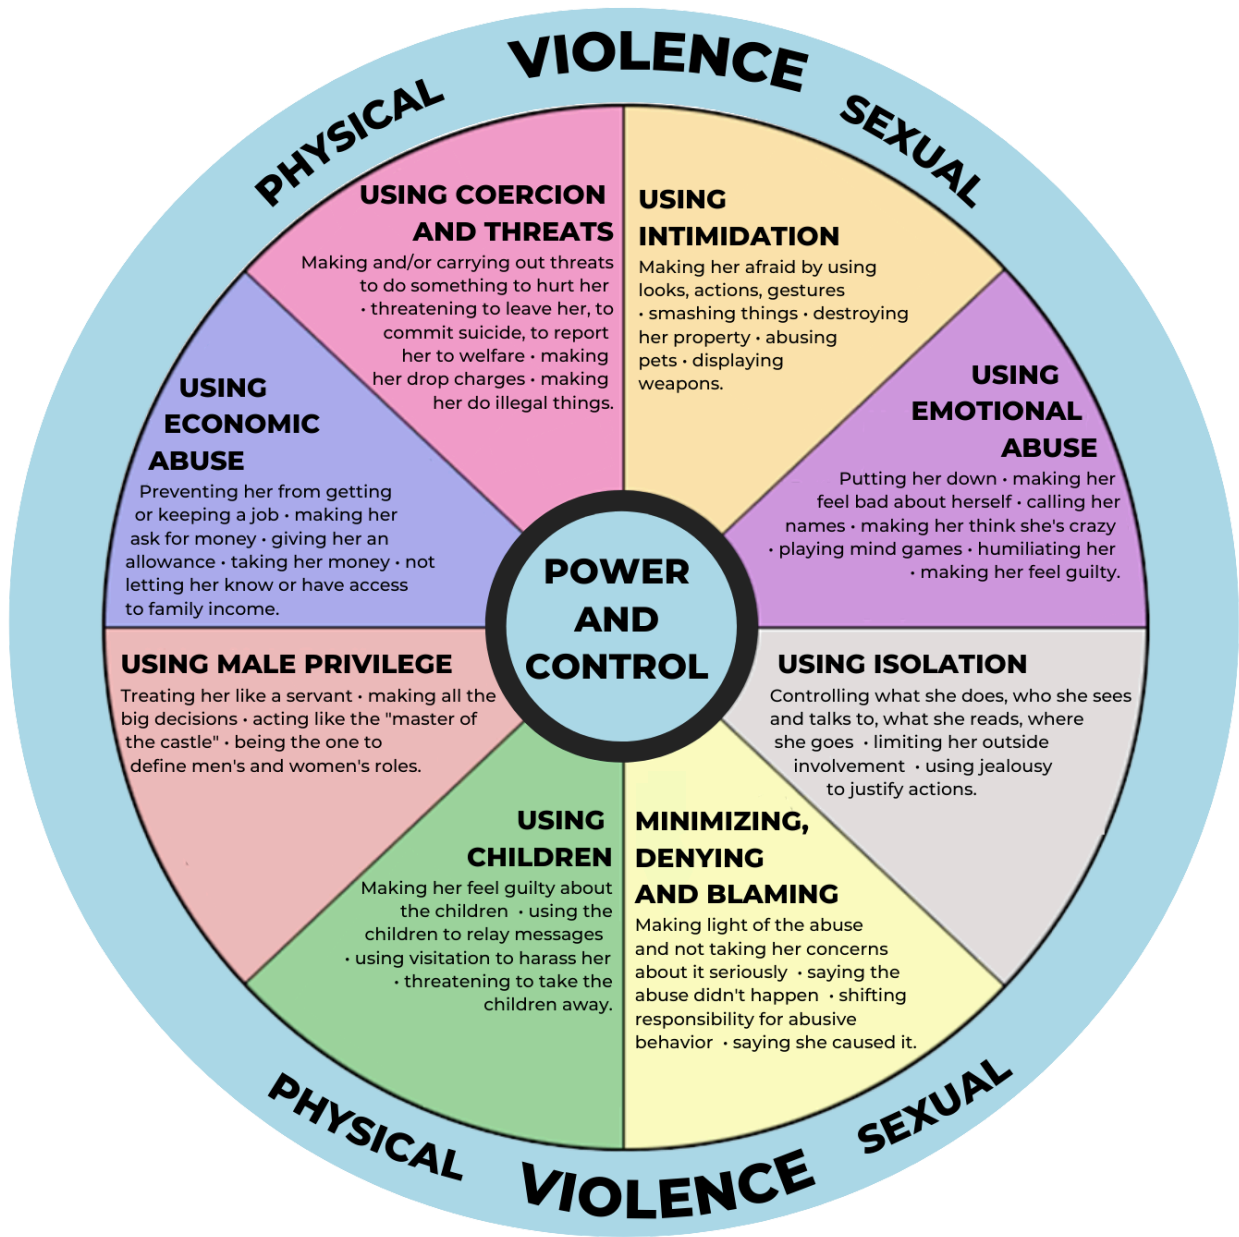 PHYSICAL
VIOLENCE
SEXUAL
USING COERCION
AND THREATS
Making and/or carrying out threats
to do something to hurt her
• threatening to leave her, to
commit suicide, to report
her to welfare • making
her drop charges • making
her do illegal things.
USING
INTIMIDATION
Making her afraid by using
looks, actions, gestures
• smashing things • destroying
her property • abusing
pets • displaying
weapons.
USING
EMOTIONAL
ABUSE
Putting her down • making her
feel bad about herself • calling her
names • making her think she's crazy
• playing mind games • humiliating her
• making her feel guilty.
USING ISOLATION
Controlling what she does, who she sees
and talks to, what she reads, where
she goes • limiting her outside
involvement • using jealousy
to justify actions.
MINIMIZING,
DENYING
AND BLAMING
Making light of the abuse
and not taking her concerns
about it seriously • saying the
abuse didn't happen • shifting
responsibility for abusive
behavior • saying she caused it.
USING
CHILDREN
Making her feel guilty about
the children • using the
children to relay messages
• using visitation to harass her
• threatening to take the
children away.
USING MALE PRIVILEGE
Treating her like a servant • making all the
big decisions • acting like the "master of
the castle" • being the one to
define men's and women's roles.
USING
ECONOMIC
ABUSE
Preventing her from getting
or keeping a job • making her
ask for money • giving her an
allowance • taking her money • not
letting her know or have access
to family income.
POWER
AND
CONTROL
PHYSICAL
VIOLENCE
SEXUAL